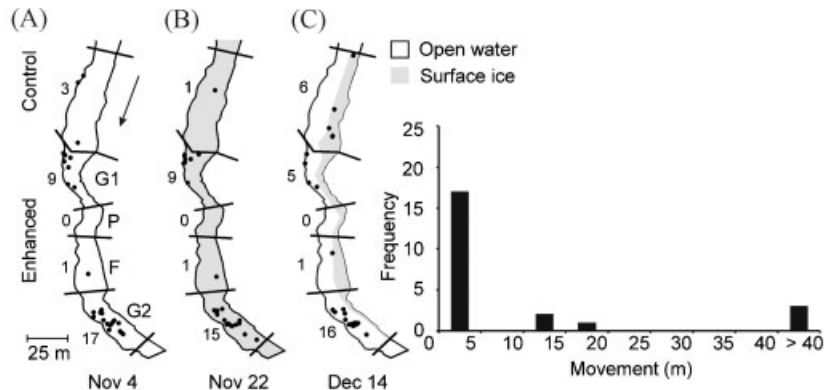 (A)
(B)
(C)
Open water
Surface ice
Control
Enhanced
3
9
G1
0
P
1
F
G2
17
25 m
Nov 4
1
9
0
1
15
Nov 22
6
5
0
1
16
Dec 14
Frequency
25
20
15
10
5
0
0 5 10 15 20 25 30 35 40 > 40
Movement (m)